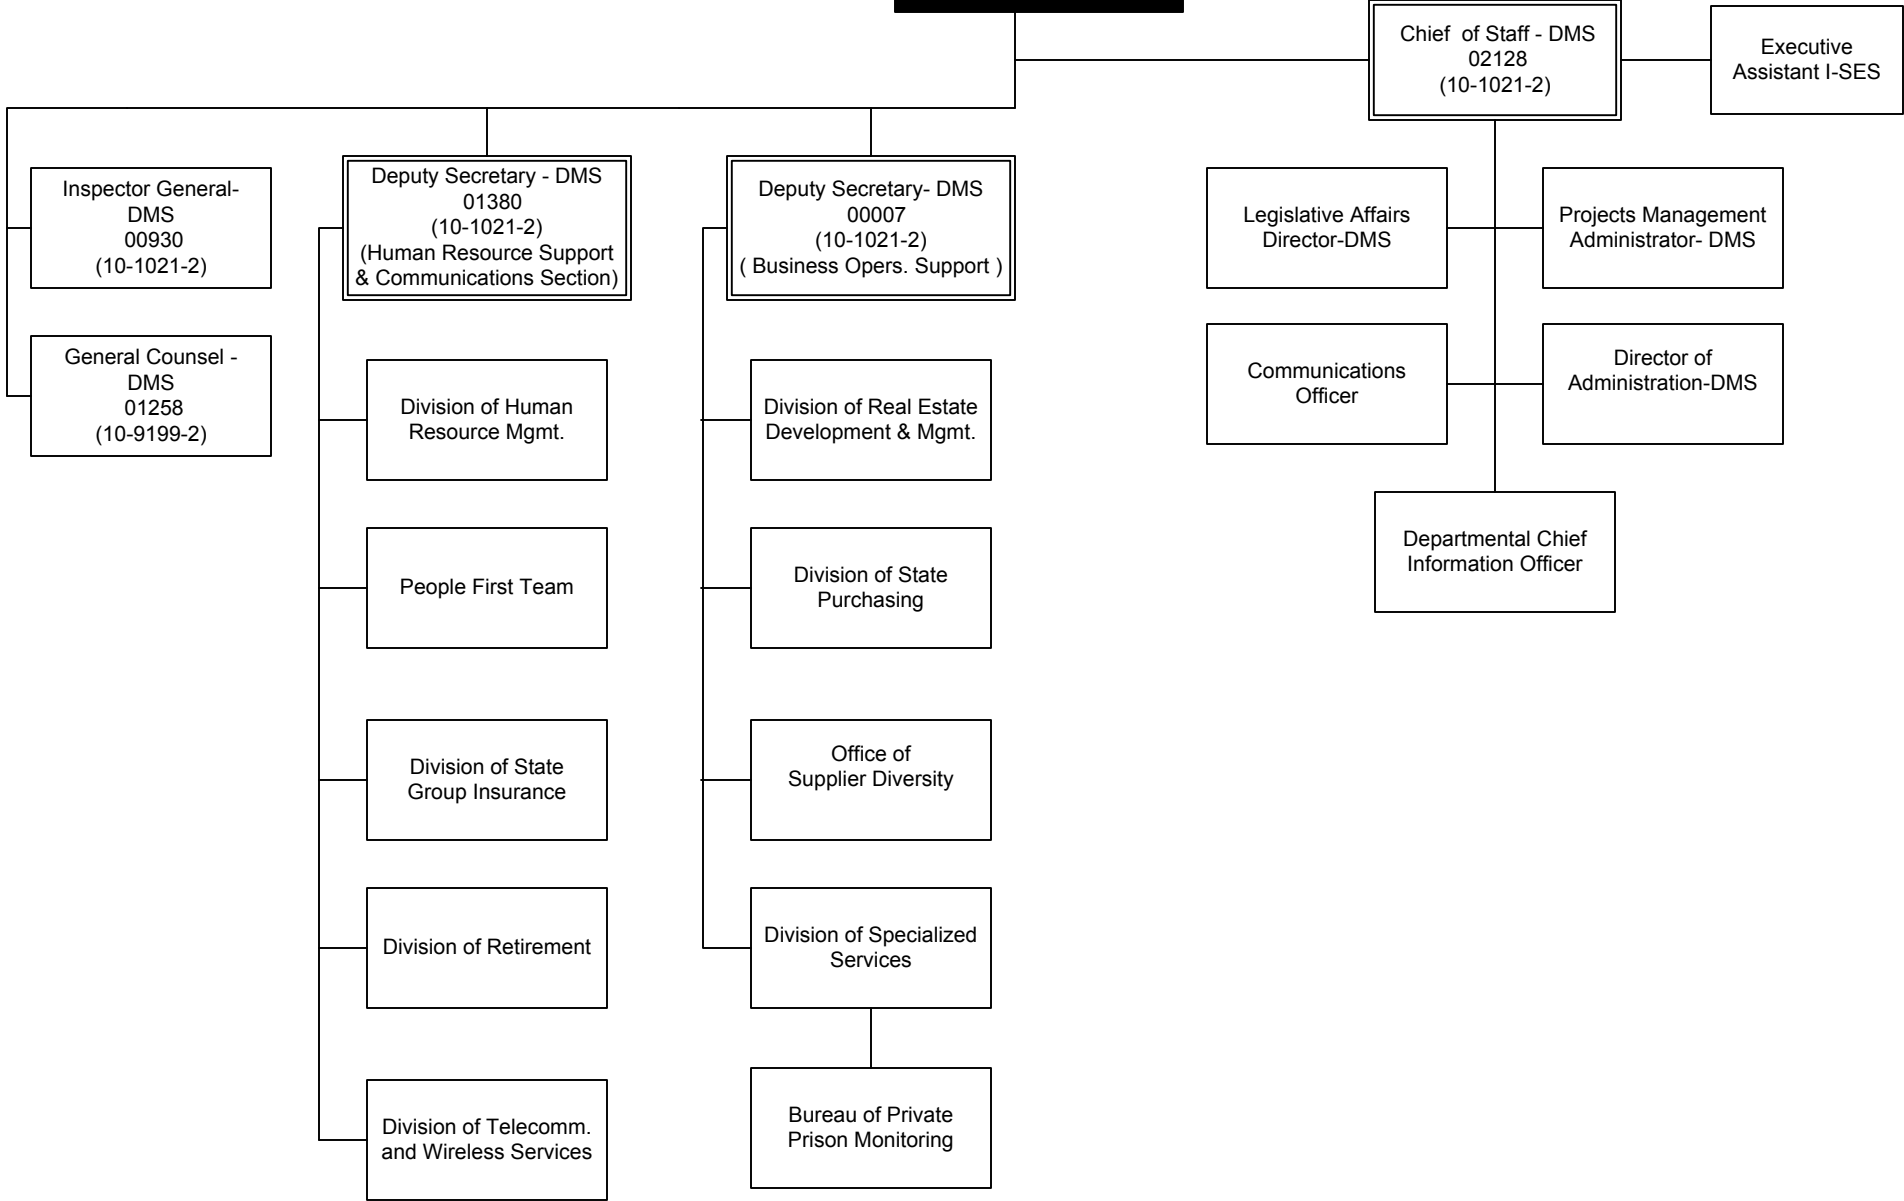 Chief of Staff - DMS
02128
(10-1021-2)
Executive
Assistant I-SES
Inspector General-
DMS
00930
(10-1021-2)
Deputy Secretary - DMS
01380
(10-1021-2)
(Human Resource Support
& Communications Section)
Deputy Secretary- DMS
00007
(10-1021-2)
( Business Opers. Support )
Legislative Affairs
Director-DMS
Projects Management
Administrator- DMS
General Counsel -
DMS
01258
(10-9199-2)
Division of Human
Resource Mgmt.
Division of Real Estate
Development & Mgmt.
Communications
Officer
Director of
Administration-DMS
People First Team
Division of State
Purchasing
Departmental Chief
Information Officer
Division of State
Group Insurance
Office of
Supplier Diversity
Division of Retirement
Division of Specialized
Services
Division of Telecomm.
and Wireless Services
Bureau of Private
Prison Monitoring